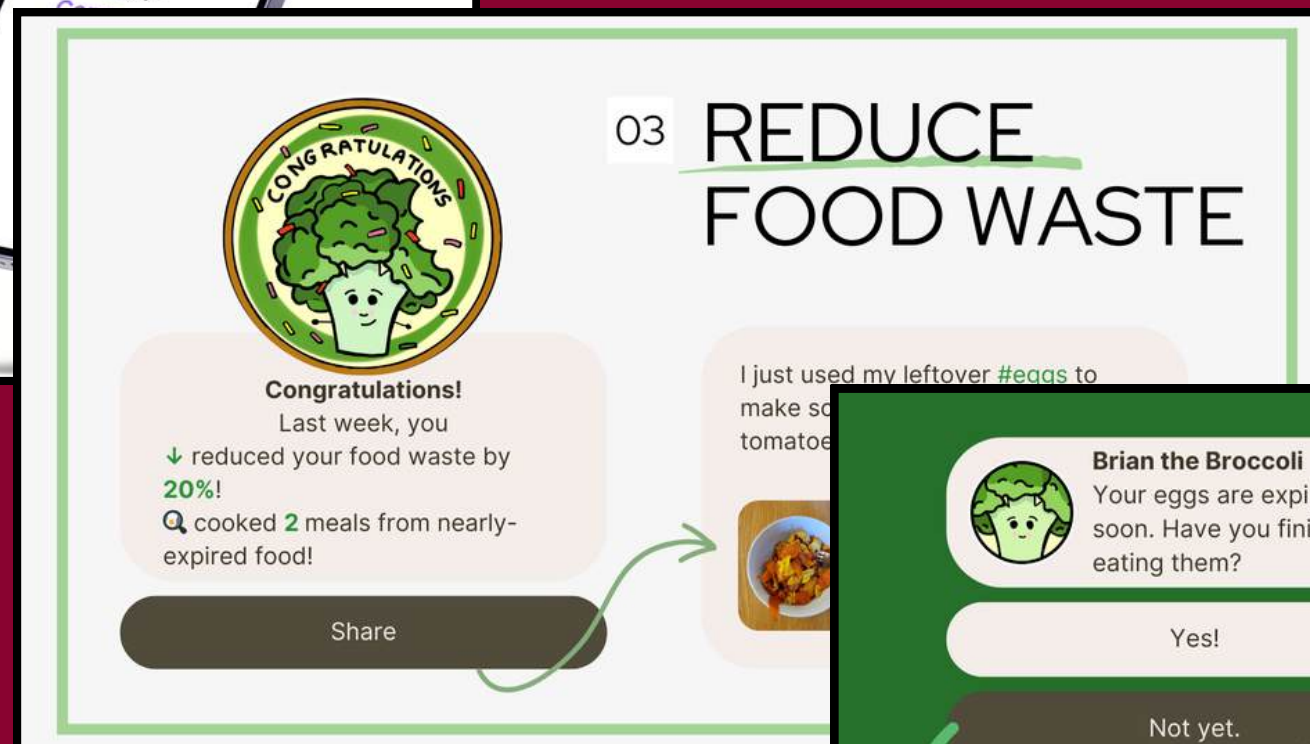 03
REDUCE
FOOD WASTE
CONGRATULATIONS
Congratulations!
Last week, you
↓ reduced your food waste by
20%!
cooked 2 meals from nearly-
expired food!
Share
I just used my leftover #eggs to
make
tomatoe
Brian the Broccoli
Your eggs are expi
soon. Have you fini
eating them?
Yes!
Not yet.